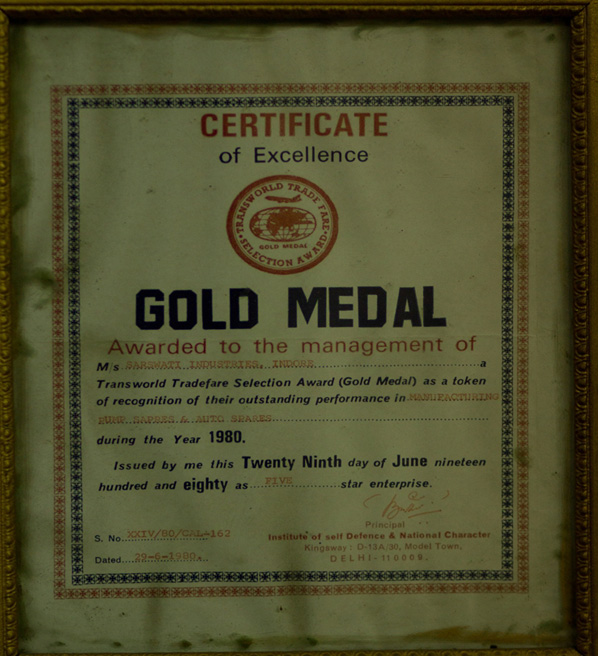 CERTIFICATE
of Excellence
TRANSWORLD TRADE FARE
GOLD MEDAL
SELECTION AWARD
GOLD MEDAL
Awarded to the management of
M/s SARSWATI INDUSTRIES, INDORE a
Transworld Tradefare Selection Award (Gold Medal) as a token
of recognition of their outstanding performance in MANUFACTURING
& AUTO SPARES
during the Year 1980.
Issued by me this Twenty Ninth day of June nineteen
hundred and eighty as FIVE star enterprise.
Principal
S. No. XXIV/80/CAL-162
Institute of self Defence & National Character
Kingsway: D-13A/30, Model Town,
Dated 29-6-1980.
DELHI-110009.